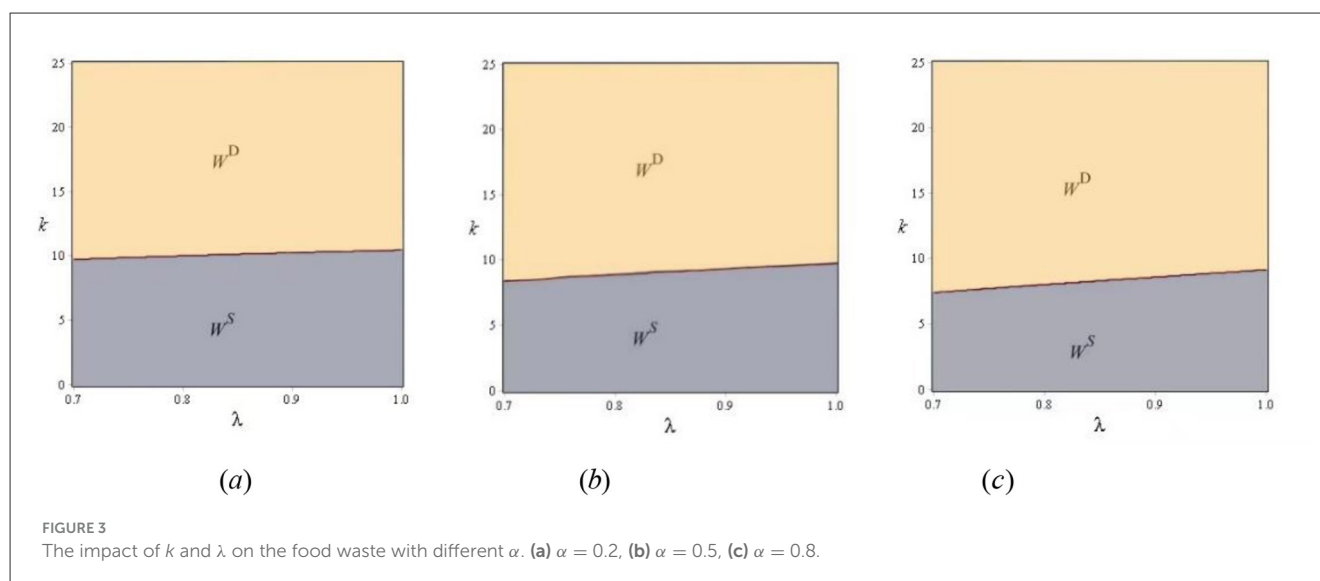 25
20
W^D
15
k
10
5
W^S
0
0.7 0.8 0.9 1.0
λ
(a)
25
20
W^D
15
k
10
5
W^S
0
0.7 0.8 0.9 1.0
λ
(b)
25
20
W^D
15
k
10
5
W^S
0
0.7 0.8 0.9 1.0
λ
(c)
FIGURE 3
The impact of k and λ on the food waste with different α. (a) α = 0.2, (b) α = 0.5, (c) α = 0.8.